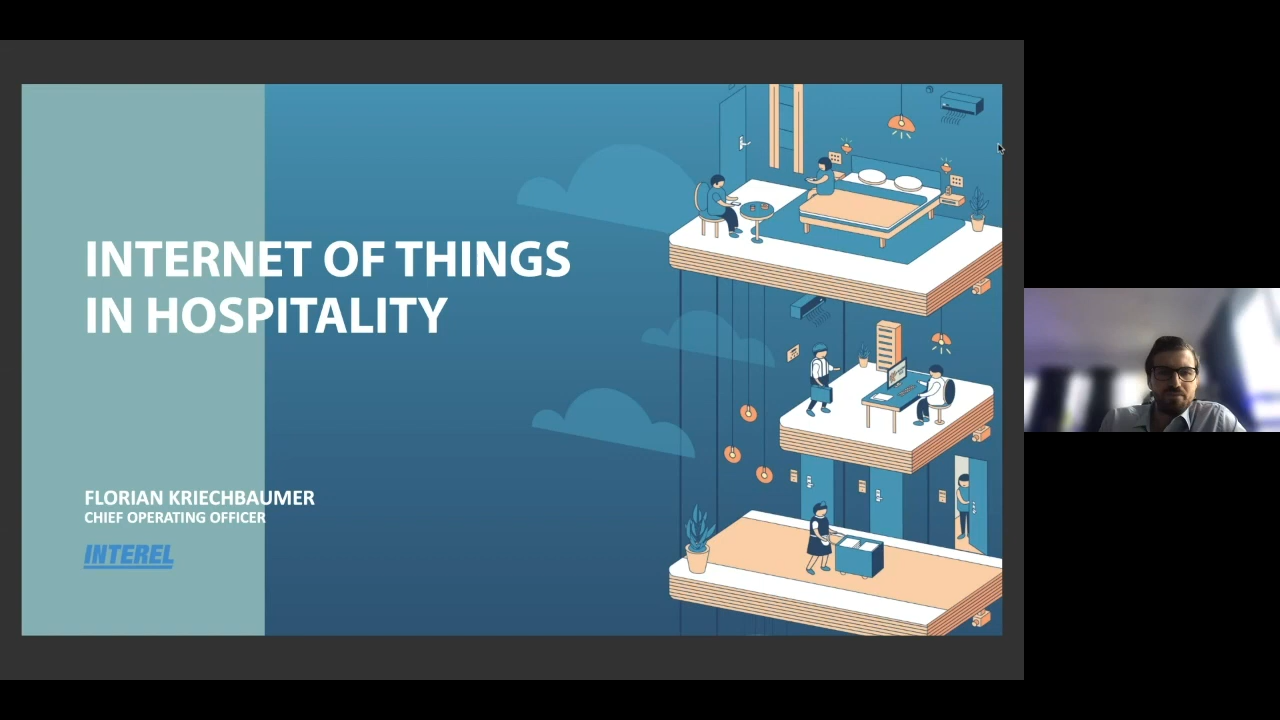 INTERNET OF THINGS
IN HOSPITALITY
FLORIAN KRIECHBAUMER
CHIEF OPERATING OFFICER
INTEREL